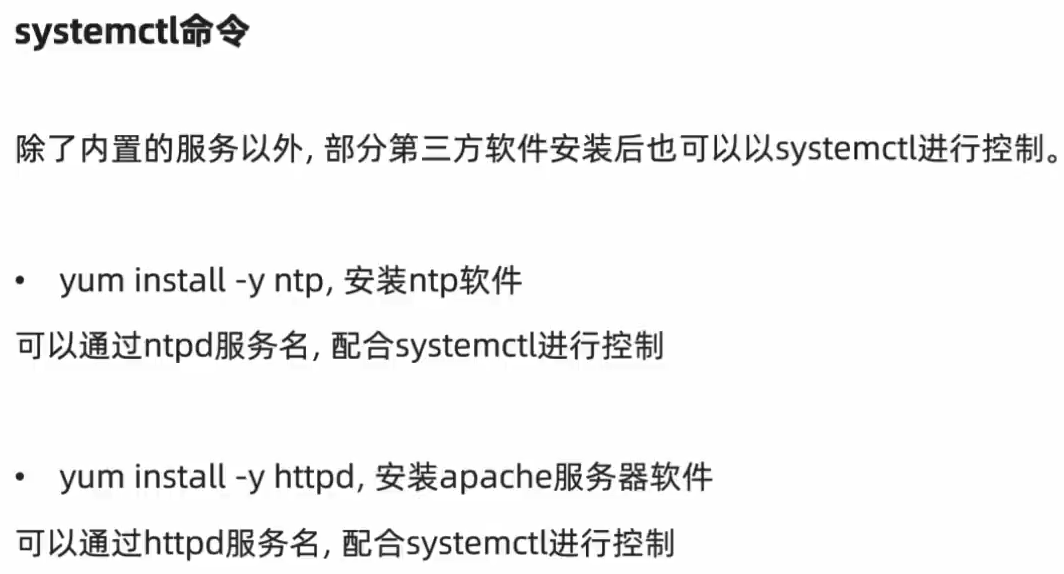 systemctl命令
除了内置的服务以外, 部分第三方软件安装后也可以以systemctl进行控制。
• yum install -y ntp, 安装ntp软件
可以通过ntpd服务名, 配合systemctl进行控制
• yum install -y httpd, 安装apache服务器软件
可以通过httpd服务名, 配合systemctl进行控制